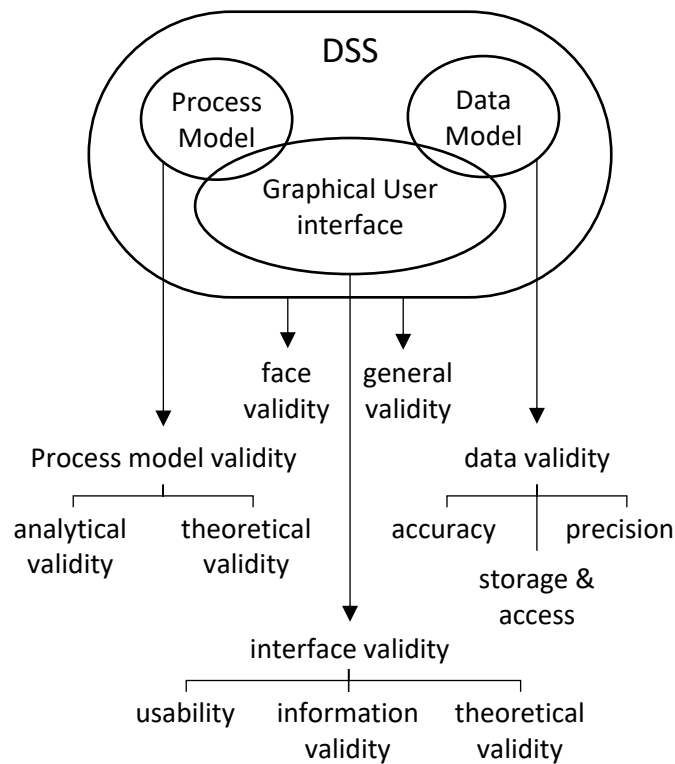 DSS
Process
Model
Data
Model
Graphical User
interface
face
validity
general
validity
Process model validity
data validity
analytical
validity
theoretical
validity
accuracy
precision
storage &
access
interface validity
usability
information
validity
theoretical
validity